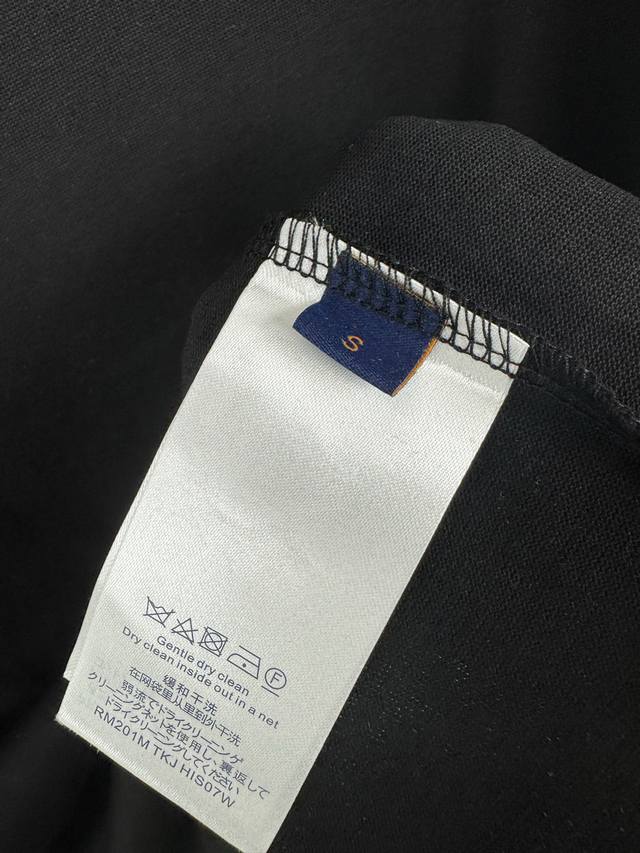 S
F
Gentle dry clean
Dry clean inside out in a net
缓和干洗
在网袋里从里到外干洗
弱流でドライクリーニング
クリーニングネットを使用し、裏返して
ドライクリーニングしてください
RM201M TKJ HIS07W